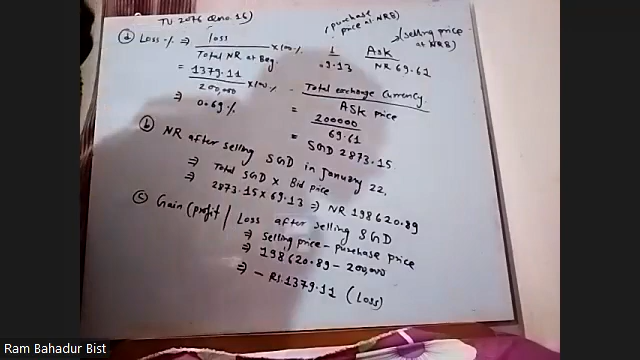 TU 2076 Qno.16)
(d) Loss % ⇒ loss / Total NR at Beg. × 100%
= 1379.11 / 200,000 × 100%
⇒ 0.69%
purchase price at NRB)
(selling price at NRB)
Ask
.9.13 NR 69.61
Total exchange currency / ASK price
= 200000 / 69.61
= SGD 2873.15
(b) NR after selling SGD in January 22.
⇒ Total SGD × Bid price
⇒ 2873.15 × 69.13 ⇒ NR 198620.89
(c) Gain (profit / Loss after selling SGD
⇒ selling price - purchase price
⇒ 198620.89 - 200,000
⇒ - Rs.1379.11 (Loss)
Ram Bahadur Bist